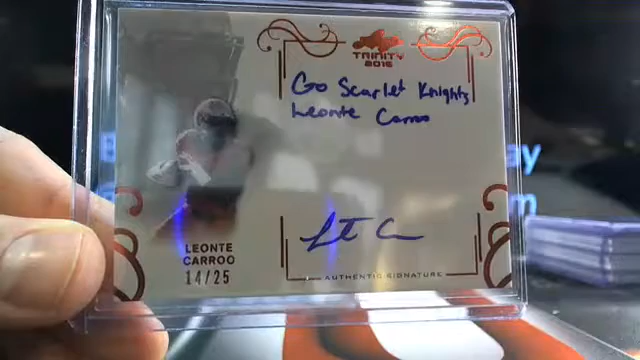 TRINITY
2016
Go Scarlet Knights
Leonte Carroo
LEONTE
CARROO
14/25
AUTHENTIC SIGNATURE